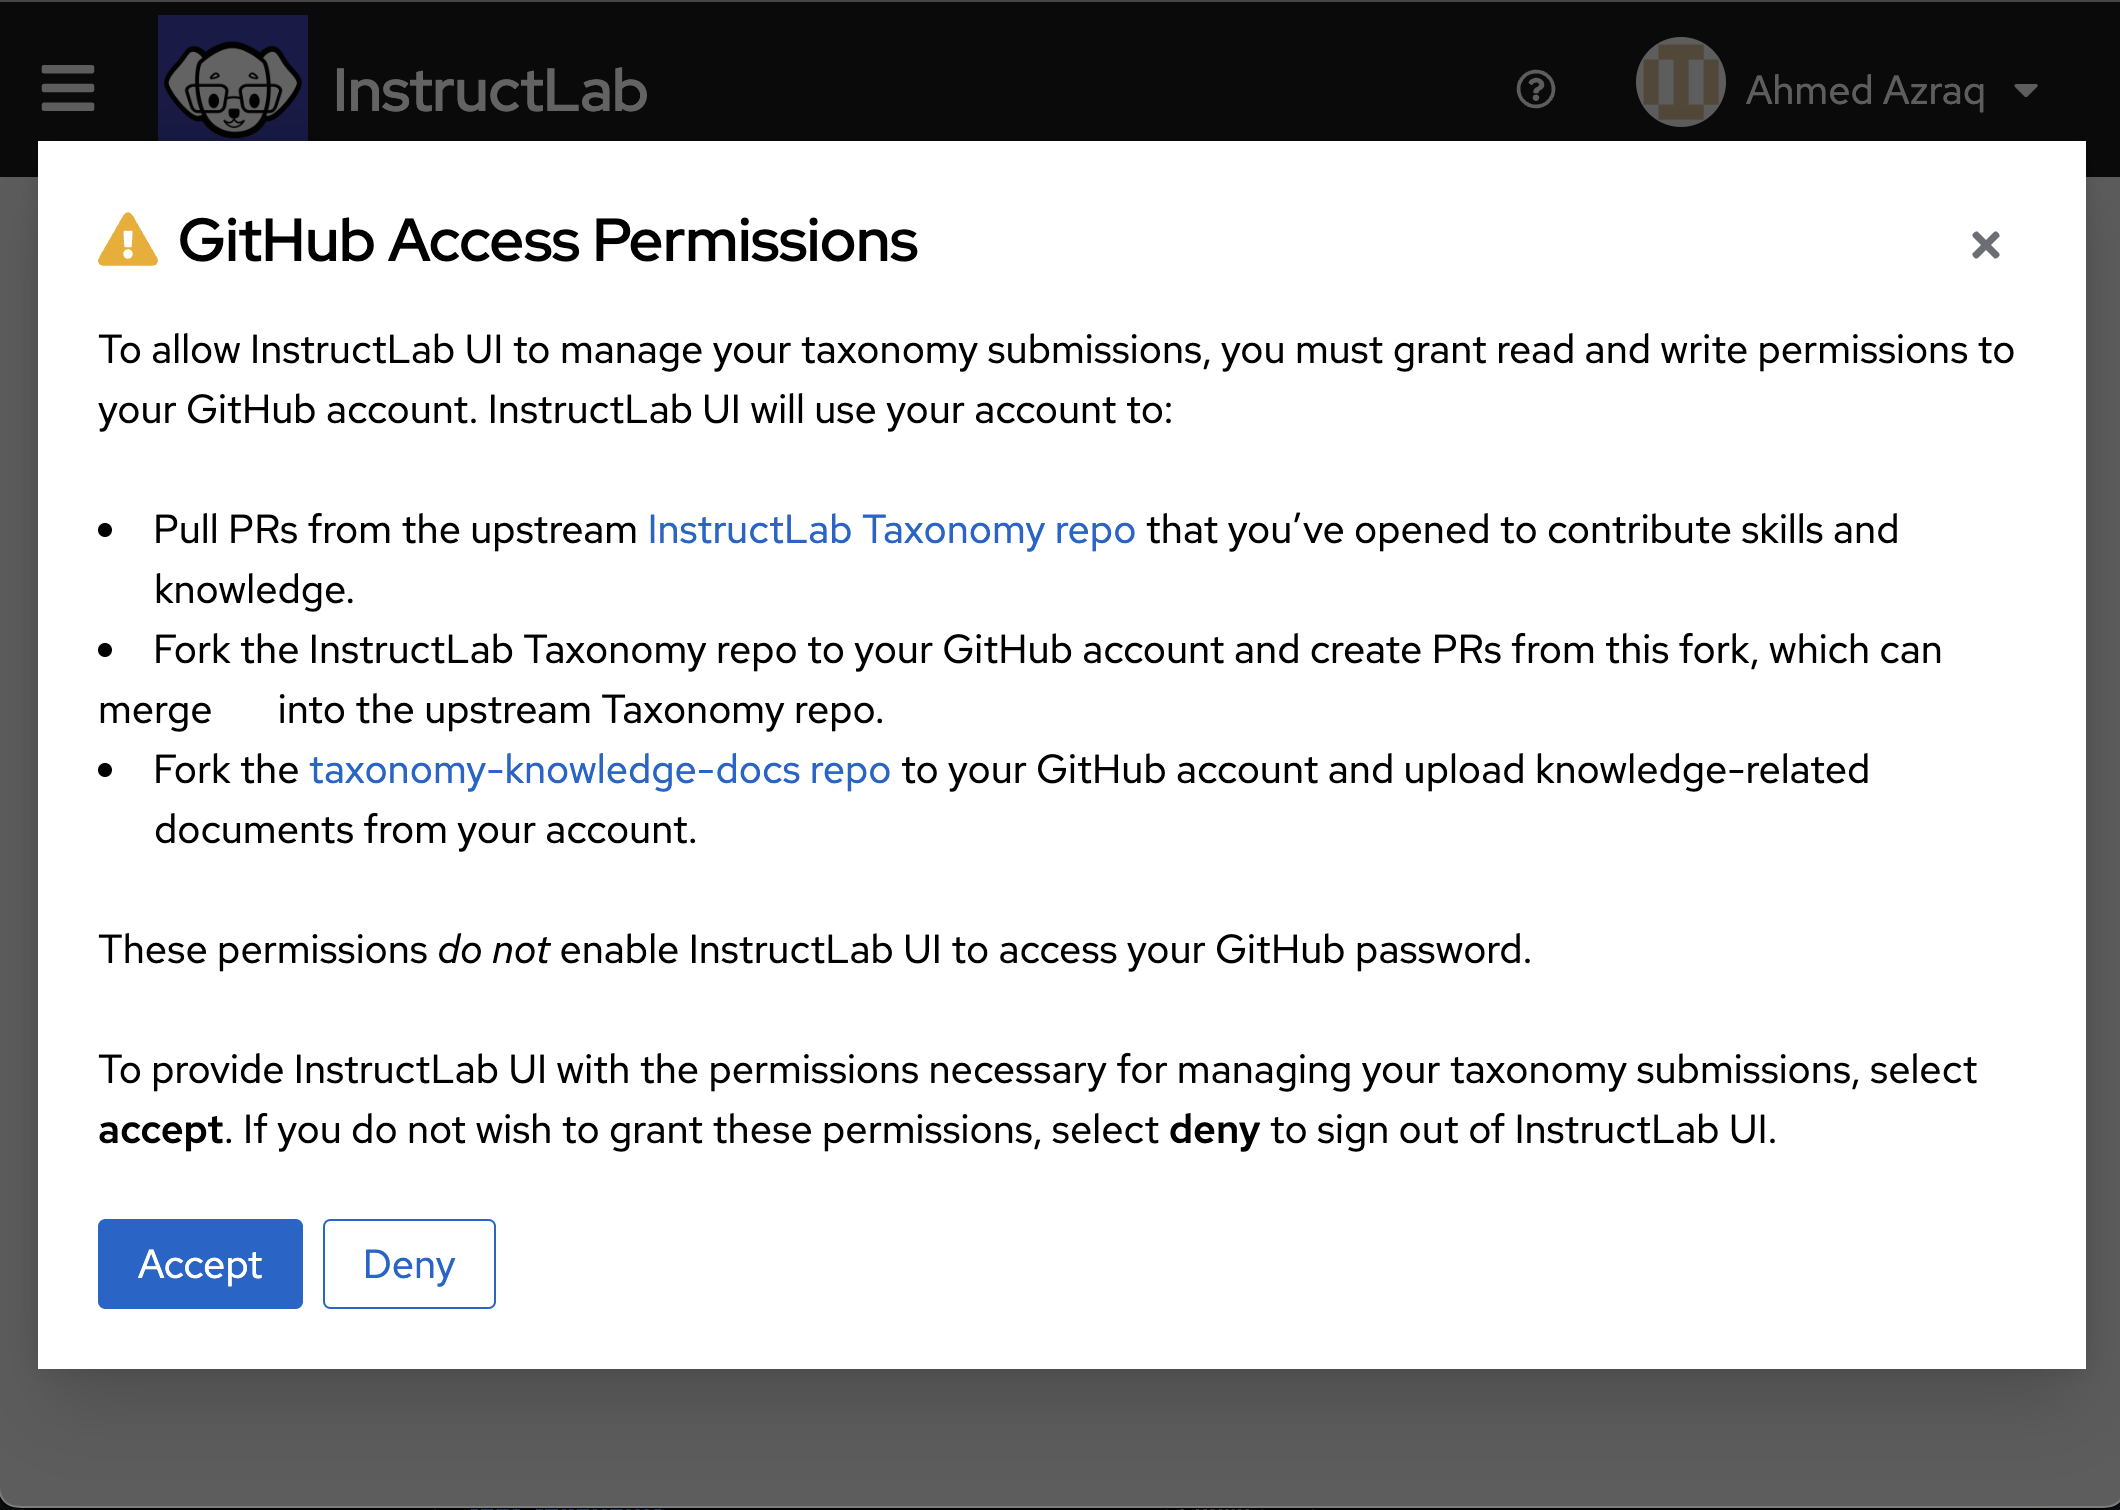 InstructLab
Ahmed Azraq
GitHub Access Permissions
To allow InstructLab UI to manage your taxonomy submissions, you must grant read and write permissions to
your GitHub account. InstructLab UI will use your account to:
• Pull PRs from the upstream InstructLab Taxonomy repo that you’ve opened to contribute skills and
knowledge.
• Fork the InstructLab Taxonomy repo to your GitHub account and create PRs from this fork, which can
merge into the upstream Taxonomy repo.
• Fork the taxonomy-knowledge-docs repo to your GitHub account and upload knowledge-related
documents from your account.
These permissions do not enable InstructLab UI to access your GitHub password.
To provide InstructLab UI with the permissions necessary for managing your taxonomy submissions, select
accept. If you do not wish to grant these permissions, select deny to sign out of InstructLab UI.
Accept Deny